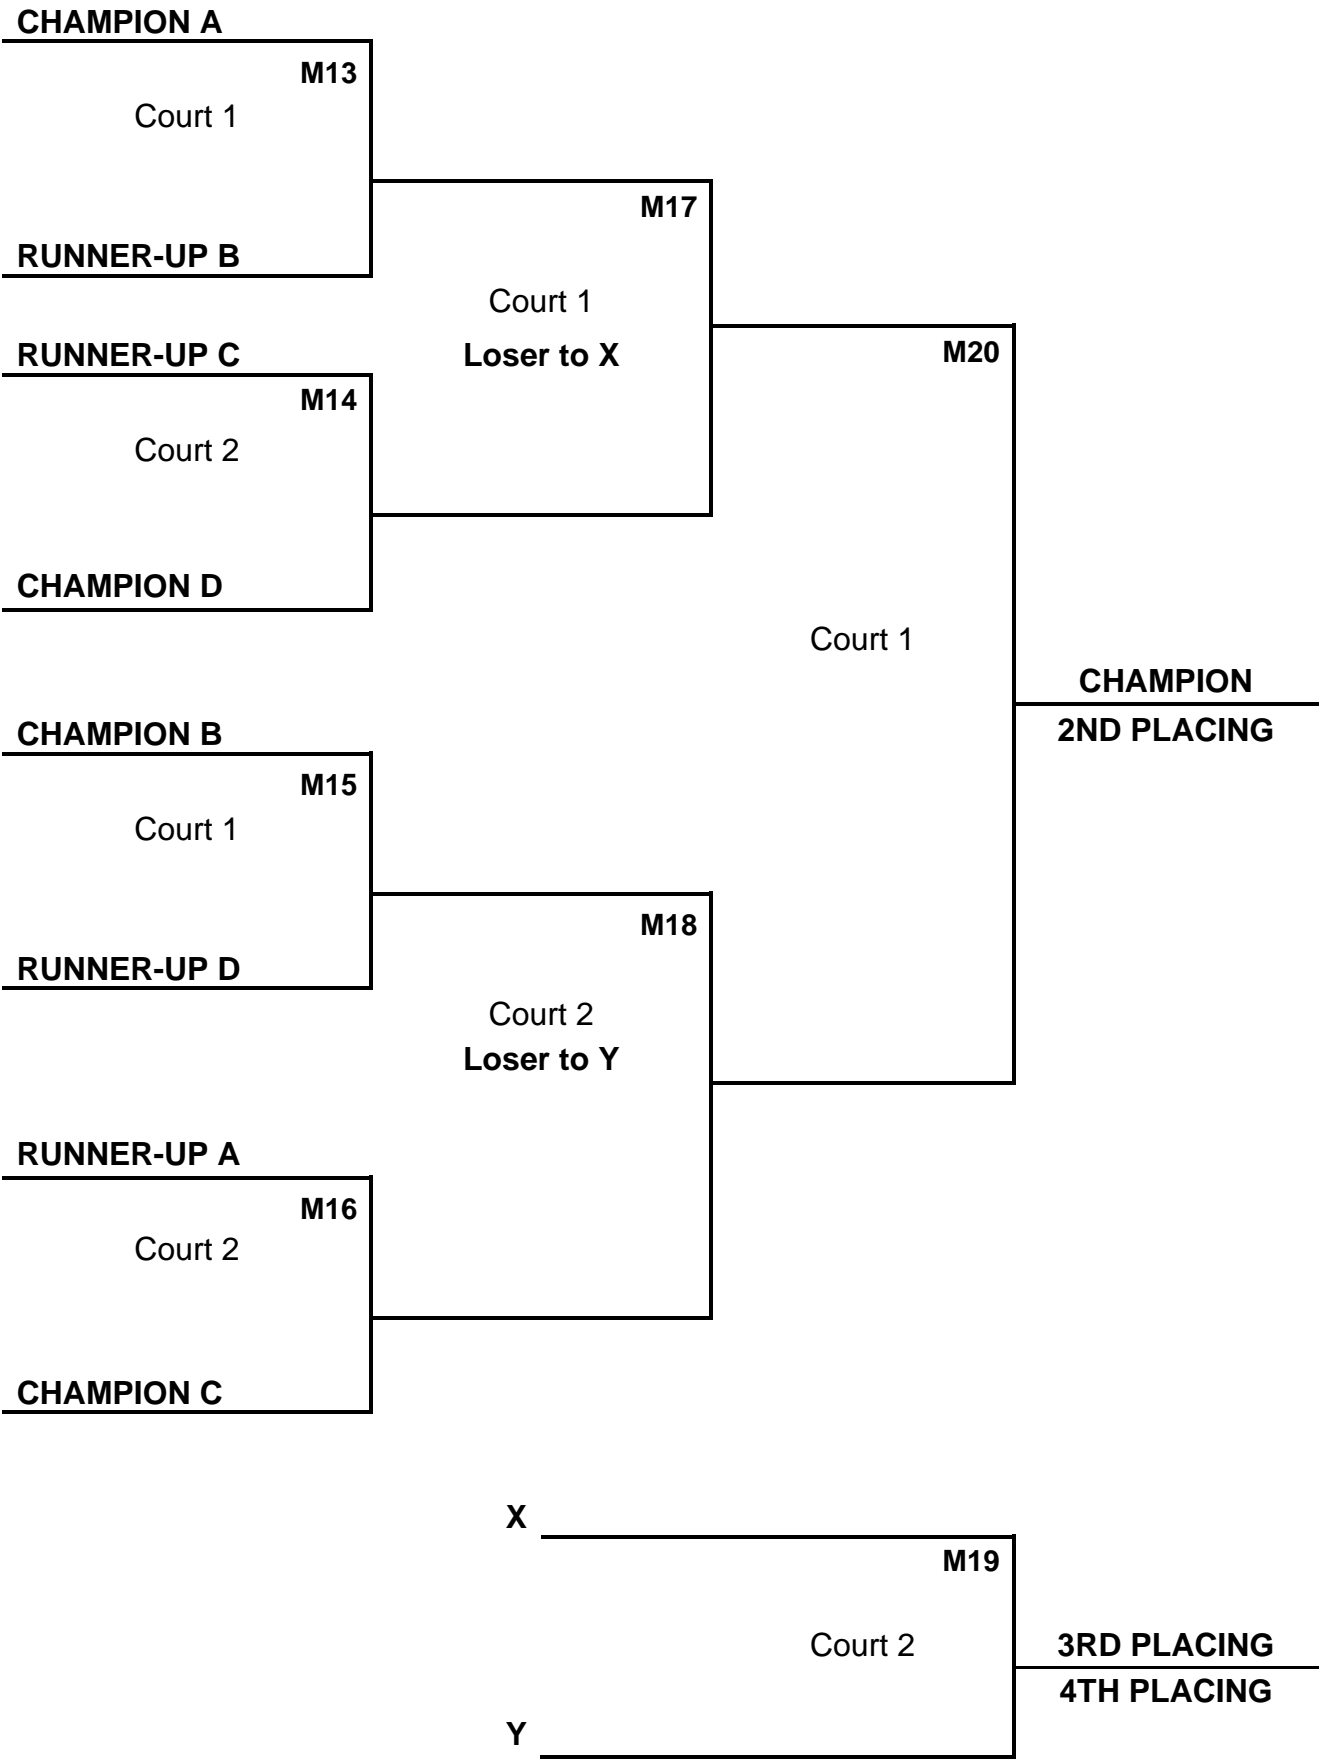 CHAMPION A
M13
Court 1
RUNNER-UP B
M17
Court 1
Loser to X
RUNNER-UP C
M14
Court 2
CHAMPION D
M20
Court 1
CHAMPION
2ND PLACING
CHAMPION B
M15
Court 1
RUNNER-UP D
M18
Court 2
Loser to Y
RUNNER-UP A
M16
Court 2
CHAMPION C
X
M19
Court 2
3RD PLACING
4TH PLACING
Y